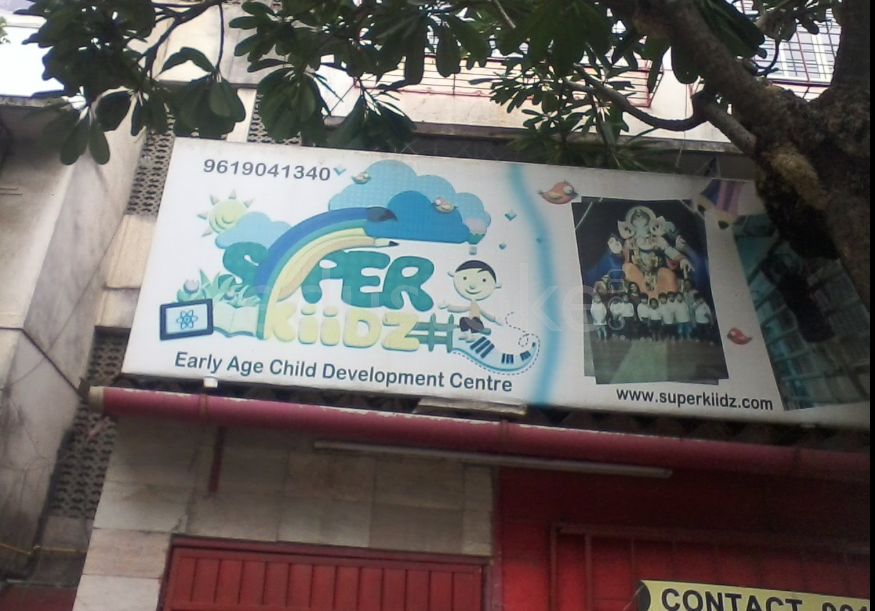 9619041340
SUPER
KiiDZ#
Early Age Child Development Centre
www.superkiidz.com
CONTACT